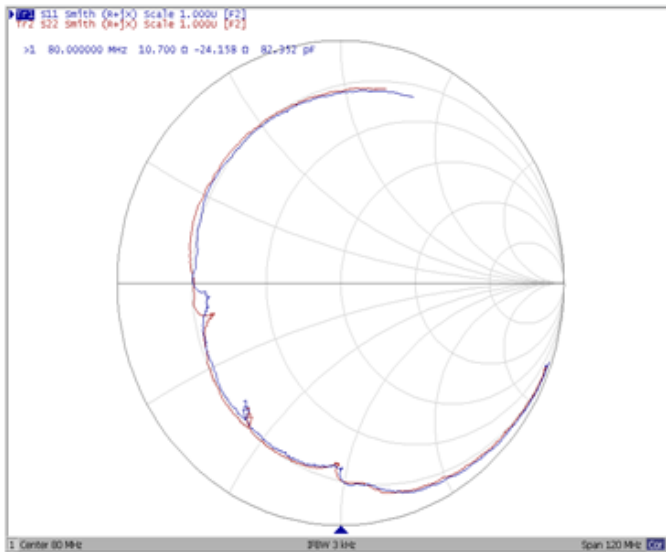 Tr1 S11 Smith (R+jX) Scale 1.000U [F2]
Tr2 S22 Smith (R+jX) Scale 1.000U [F2]
>1 80.000000 MHz 10.700 Ω -24.158 Ω 82.352 pF
1 Center 80 MHz IFBW 3 kHz Span 120 MHz Cor